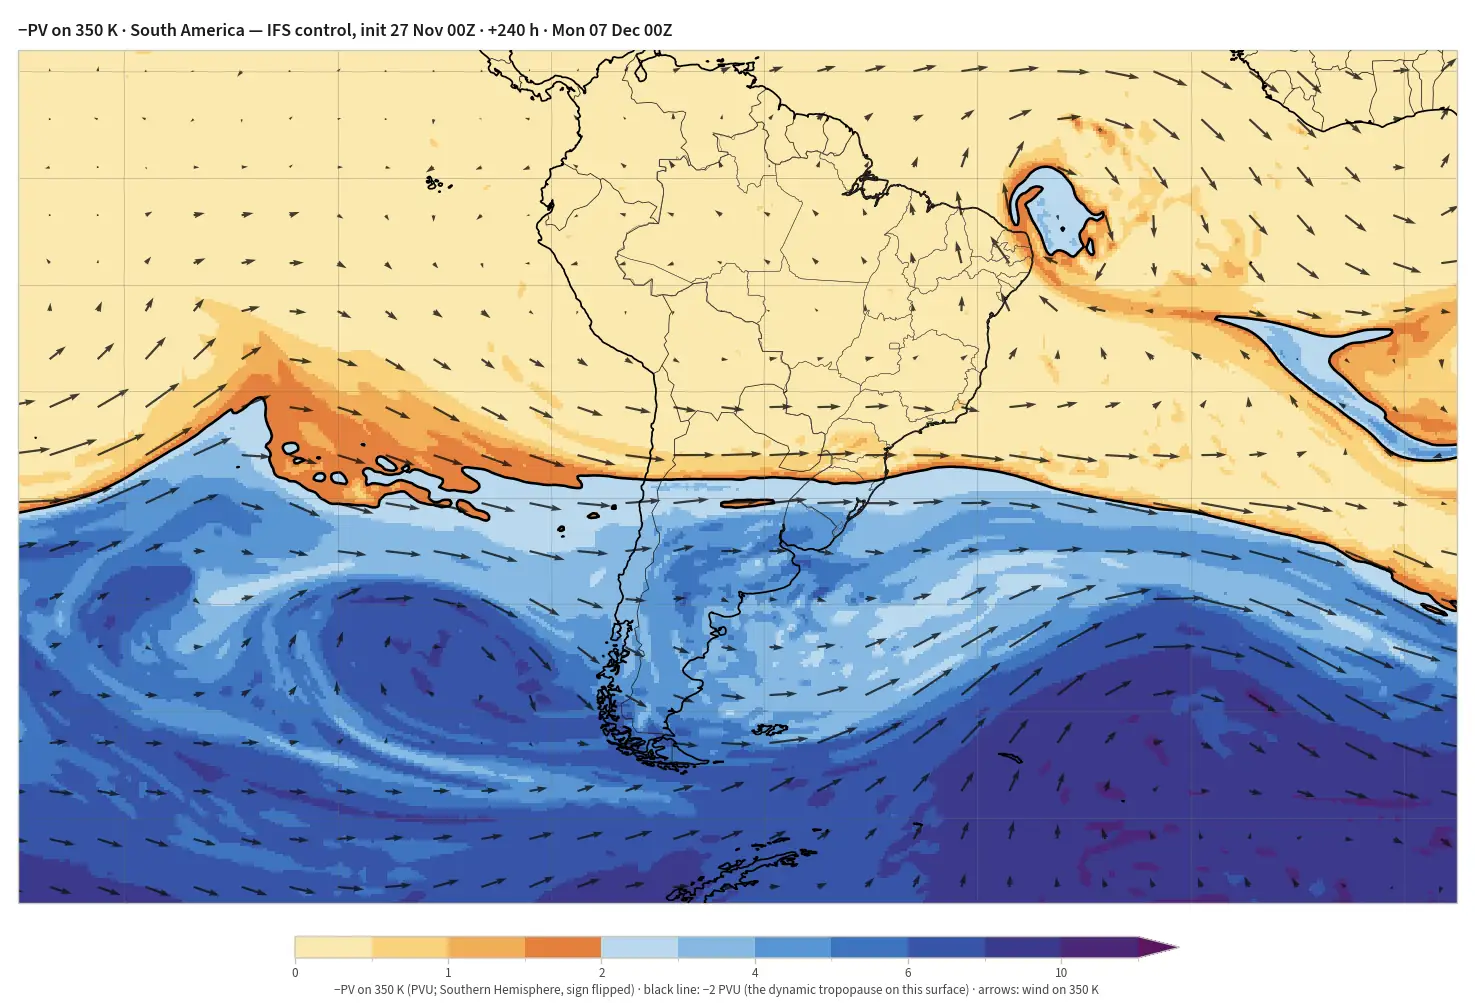 −PV on 350 K · South America — IFS control, init 27 Nov 00Z · +240 h · Mon 07 Dec 00Z
0 1 2 4 6 10
−PV on 350 K (PVU; Southern Hemisphere, sign flipped) · black line: −2 PVU (the dynamic tropopause on this surface) · arrows: wind on 350 K